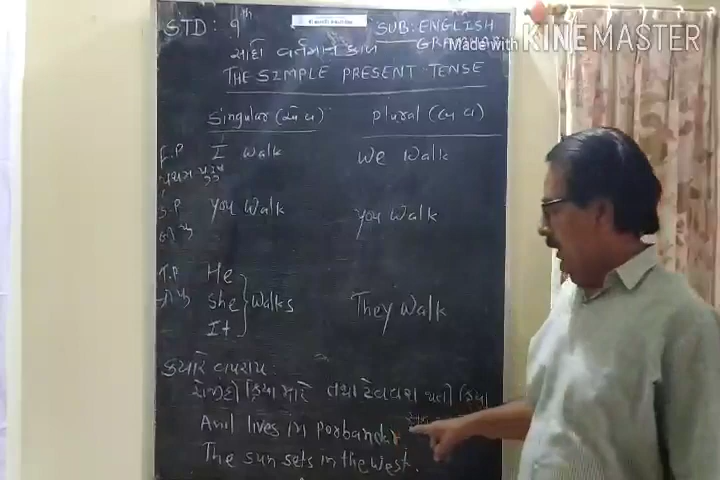 STD: 9th SUB: ENGLISH
GRAMMAR
Made with KINEMASTER
સાદો વર્તમાન કાળ
THE SIMPLE PRESENT TENSE
Singular (એ.વ) Plural (બ.વ)
F.P I Walk We Walk
પ્રથમ પુરુષ
S.P You Walk You Walk
બી.પુ
T.P He
ત્રી.પુ She Walks They Walk
It
ક્યારે વપરાય:
રોજીંદી ક્રિયા માટે તથા ટેવવશ થતી ક્રિયા
Anil lives in Porbandar
The sun sets in the west.